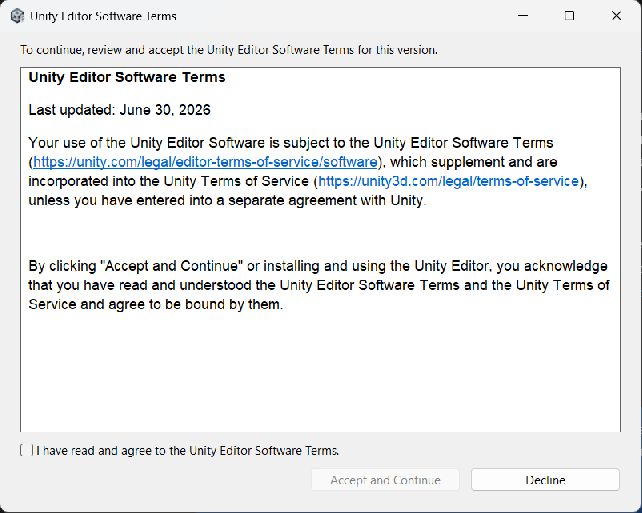 Unity Editor Software Terms
To continue, review and accept the Unity Editor Software Terms for this version.
Unity Editor Software Terms
Last updated: June 30, 2026
Your use of the Unity Editor Software is subject to the Unity Editor Software Terms
(https://unity.com/legal/editor-terms-of-service/software), which supplement and are
incorporated into the Unity Terms of Service (https://unity3d.com/legal/terms-of-service),
unless you have entered into a separate agreement with Unity.
By clicking "Accept and Continue" or installing and using the Unity Editor, you acknowledge
that you have read and understood the Unity Editor Software Terms and the Unity Terms of
Service and agree to be bound by them.
I have read and agree to the Unity Editor Software Terms.
Accept and Continue
Decline